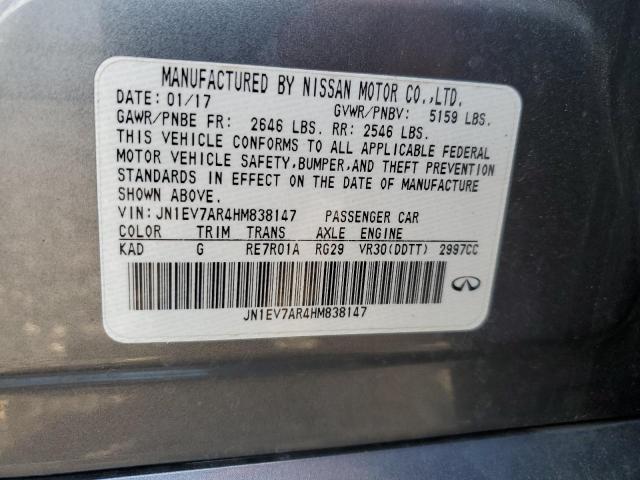 MANUFACTURED BY NISSAN MOTOR CO.,LTD.
DATE: 01/17 GVWR/PNBV: 5159 LBS.
GAWR/PNBE FR: 2646 LBS. RR: 2546 LBS.
THIS VEHICLE CONFORMS TO ALL APPLICABLE FEDERAL
MOTOR VEHICLE SAFETY,BUMPER,AND THEFT PREVENTION
STANDARDS IN EFFECT ON THE DATE OF MANUFACTURE
SHOWN ABOVE.
VIN:JN1EV7AR4HM838147 PASSENGER CAR
COLOR TRIM TRANS AXLE ENGINE
KAD G RE7R01A RG29 VR30(DDTT) 2997CC
JN1EV7AR4HM838147